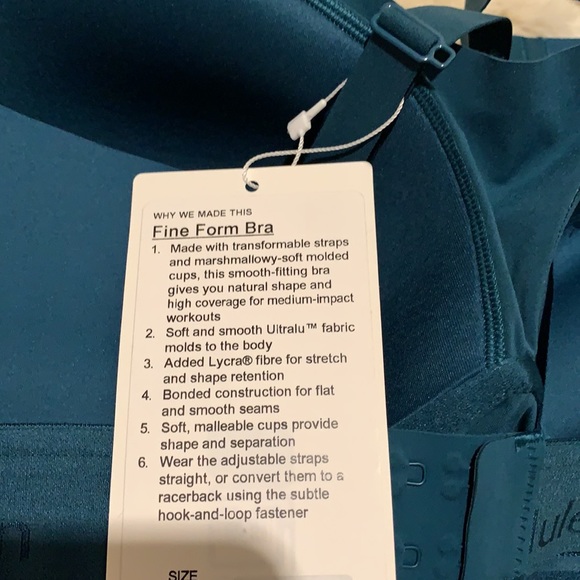 WHY WE MADE THIS
Fine Form Bra
1. Made with transformable straps
and marshmallowy-soft molded
cups, this smooth-fitting bra
gives you natural shape and
high coverage for medium-impact
workouts
2. Soft and smooth Ultralu™ fabric
molds to the body
3. Added Lycra® fibre for stretch
and shape retention
4. Bonded construction for flat
and smooth seams
5. Soft, malleable cups provide
shape and separation
6. Wear the adjustable straps
straight, or convert them to a
racerback using the subtle
hook-and-loop fastener
SIZE